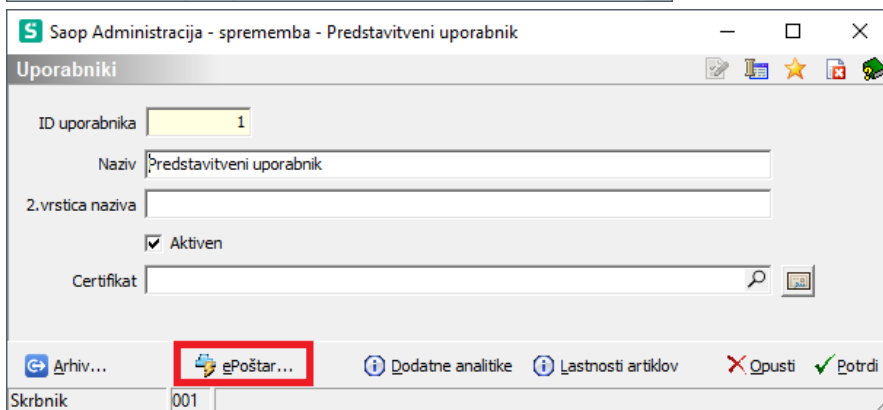 S Saop Administracija - sprememba - Predstavitveni uporabnik
Uporabniki
ID uporabnika 1
Naziv Predstavitveni uporabnik
2.vrstica naziva
Aktiven
Certifikat
Arhiv... ePoštar... Dodatne analitike Lastnosti artiklov Opusti Potrdi
Skrbnik 001